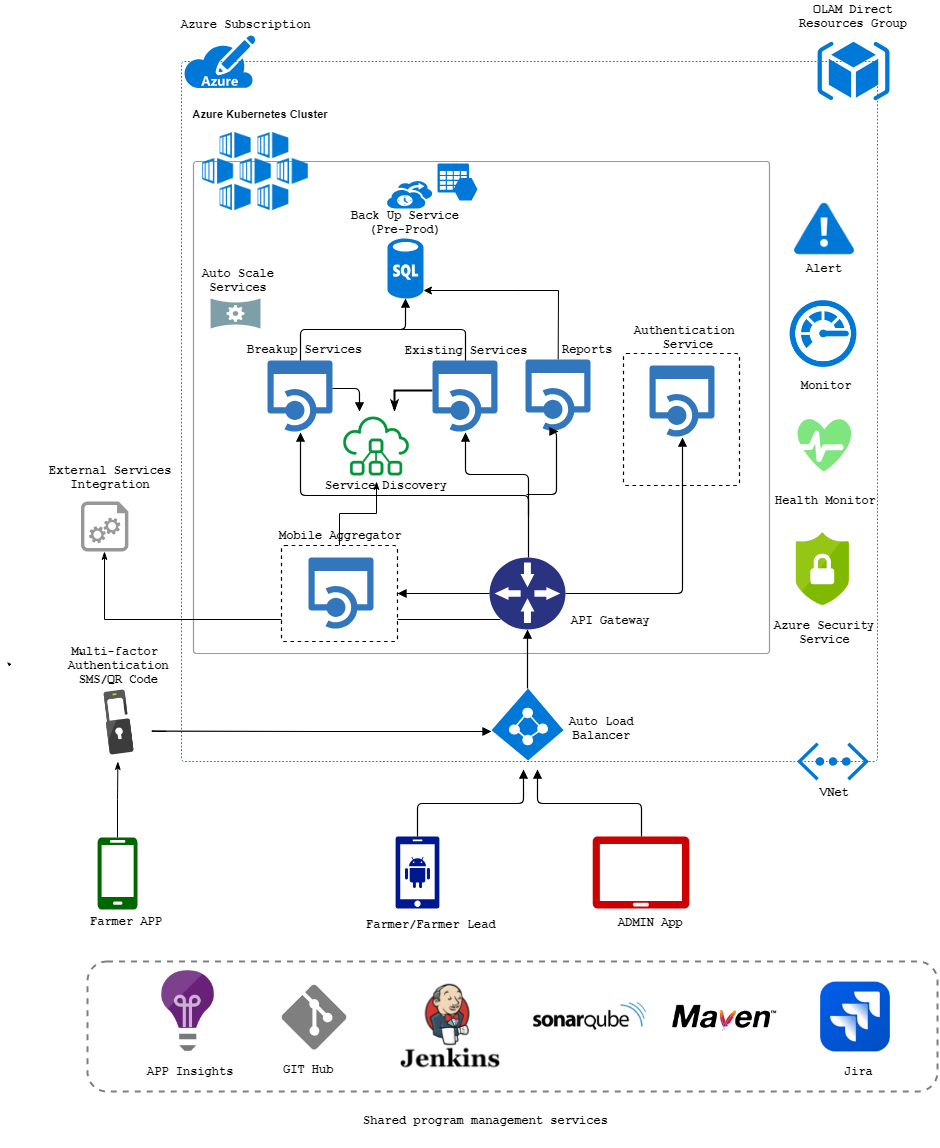 Azure Subscription
OLAM Direct
Resources Group
Azure
Azure Kubernetes Cluster
Back Up Service
(Pre-Prod)
SQL
Auto Scale
Services
Alert
Breakup Services
Existing Services
Reports
Authentication
Service
Monitor
External Services
Integration
Service Discovery
Health Monitor
Mobile Aggregator
API Gateway
Azure Security
Service
Multi-factor
Authentication
SMS/QR Code
Auto Load
Balancer
VNet
Farmer APP
Farmer/Farmer Lead
ADMIN App
sonarqube
Maven™
Jenkins
APP Insights
GIT Hub
Jira
Shared program management services